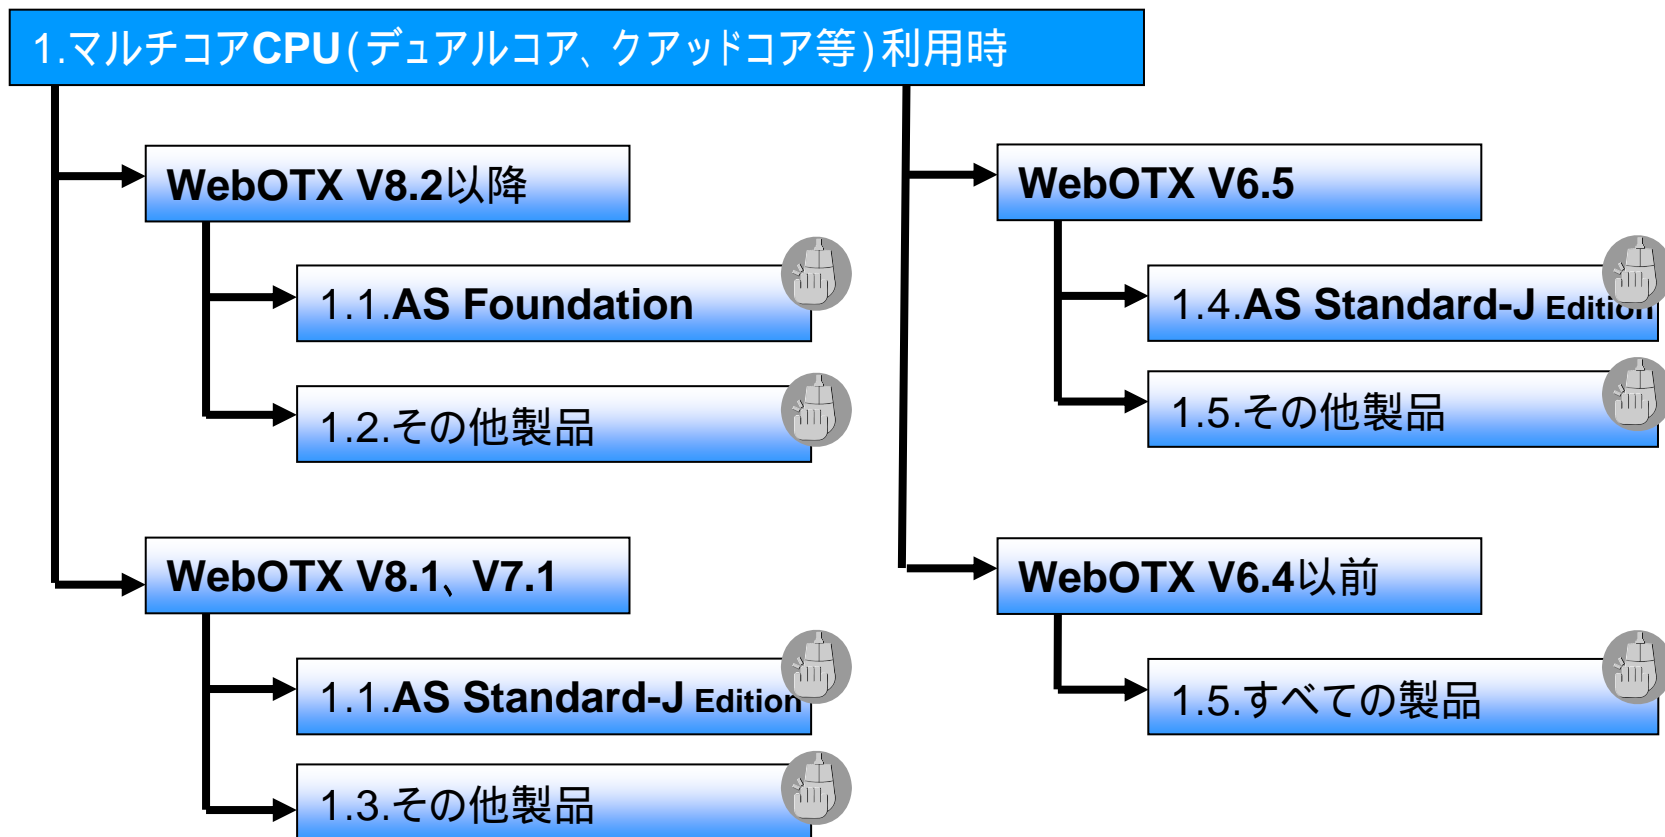 1.マルチコアCPU(デュアルコア、クアッドコア等)利用時
WebOTX V8.2以降
1.1.AS Foundation
1.2.その他製品
WebOTX V8.1、V7.1
1.1.AS Standard-J Edition
1.3.その他製品
WebOTX V6.5
1.4.AS Standard-J Edition
1.5.その他製品
WebOTX V6.4以前
1.5.すべての製品